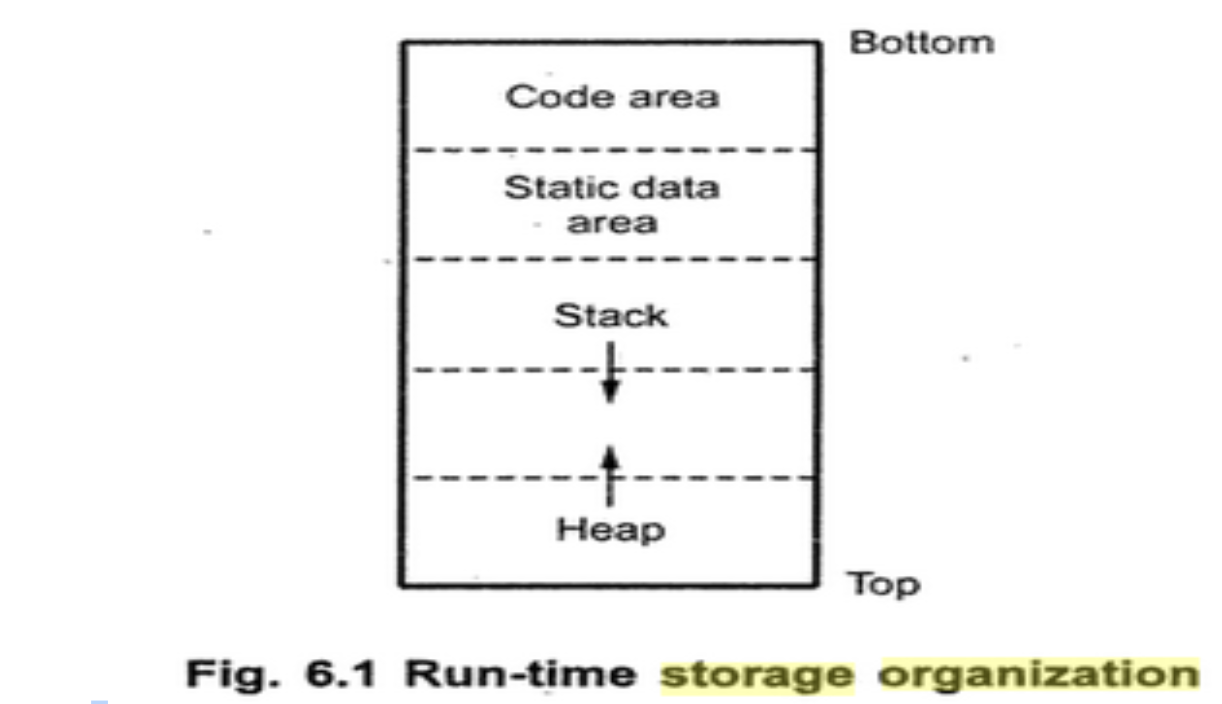 Bottom
Code area
Static data
area
Stack
Heap
Top
Fig. 6.1 Run-time storage organization